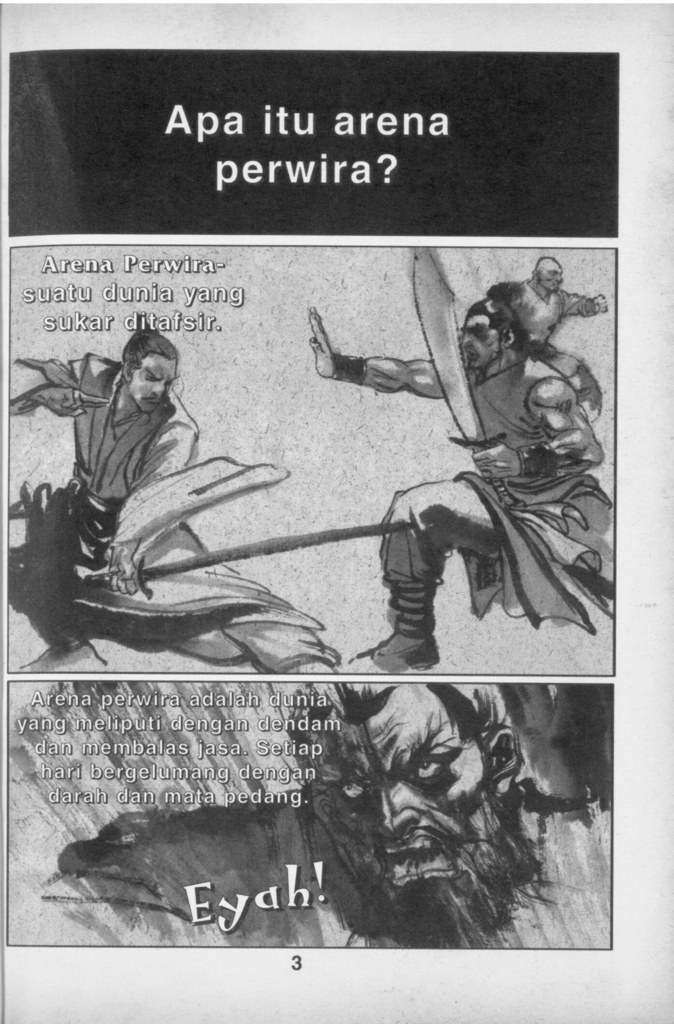 Apa itu arena
perwira?
Arena Perwira-
suatu dunia yang
sukar ditafsir.
Arena perwira adalah dunia
yang meliputi dengan dendam
dan membalas jasa. Setiap
hari bergelumang dengan
darah dan mata pedang.
Eyah!
3